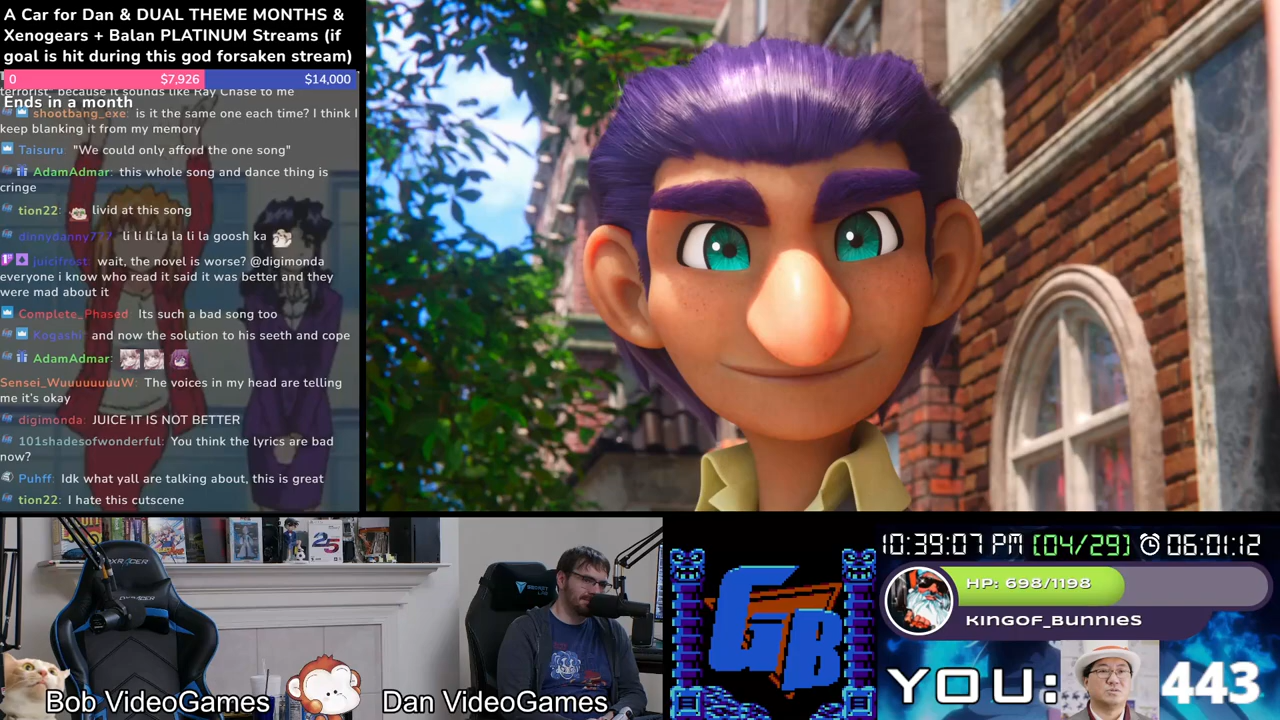 A Car for Dan & DUAL THEME MONTHS &
Xenogears + Balan PLATINUM Streams (if
goal is hit during this god forsaken stream)
0 $7,926 $14,000
terrorist, because it sounds like Ray Chase to me
Ends in a month
shootbang_exe: is it the same one each time? I think I
keep blanking it from my memory
Taisuru: "We could only afford the one song"
AdamAdmar: this whole song and dance thing is
cringe
tion22: livid at this song
dinnydanny777: li li li la la li la goosh ka
juicifrost: wait, the novel is worse? @digimonda
everyone i know who read it said it was better and they
were mad about it
Complete_Phased: Its such a bad song too
Kogashi: and now the solution to his seeth and cope
AdamAdmar:
Sensei_WuuuuuuuuW: The voices in my head are telling
me it's okay
digimonda: JUICE IT IS NOT BETTER
101shadesofwonderful: You think the lyrics are bad
now?
Puhff: Idk what yall are talking about, this is great
tion22: I hate this cutscene
DXRACER
25
SECRETLAB
Bob VideoGames
Dan VideoGames
GB
10:39:07 PM [04/29] 06:01:12
HP: 698/1198
KINGOF_BUNNIES
YOU: 443